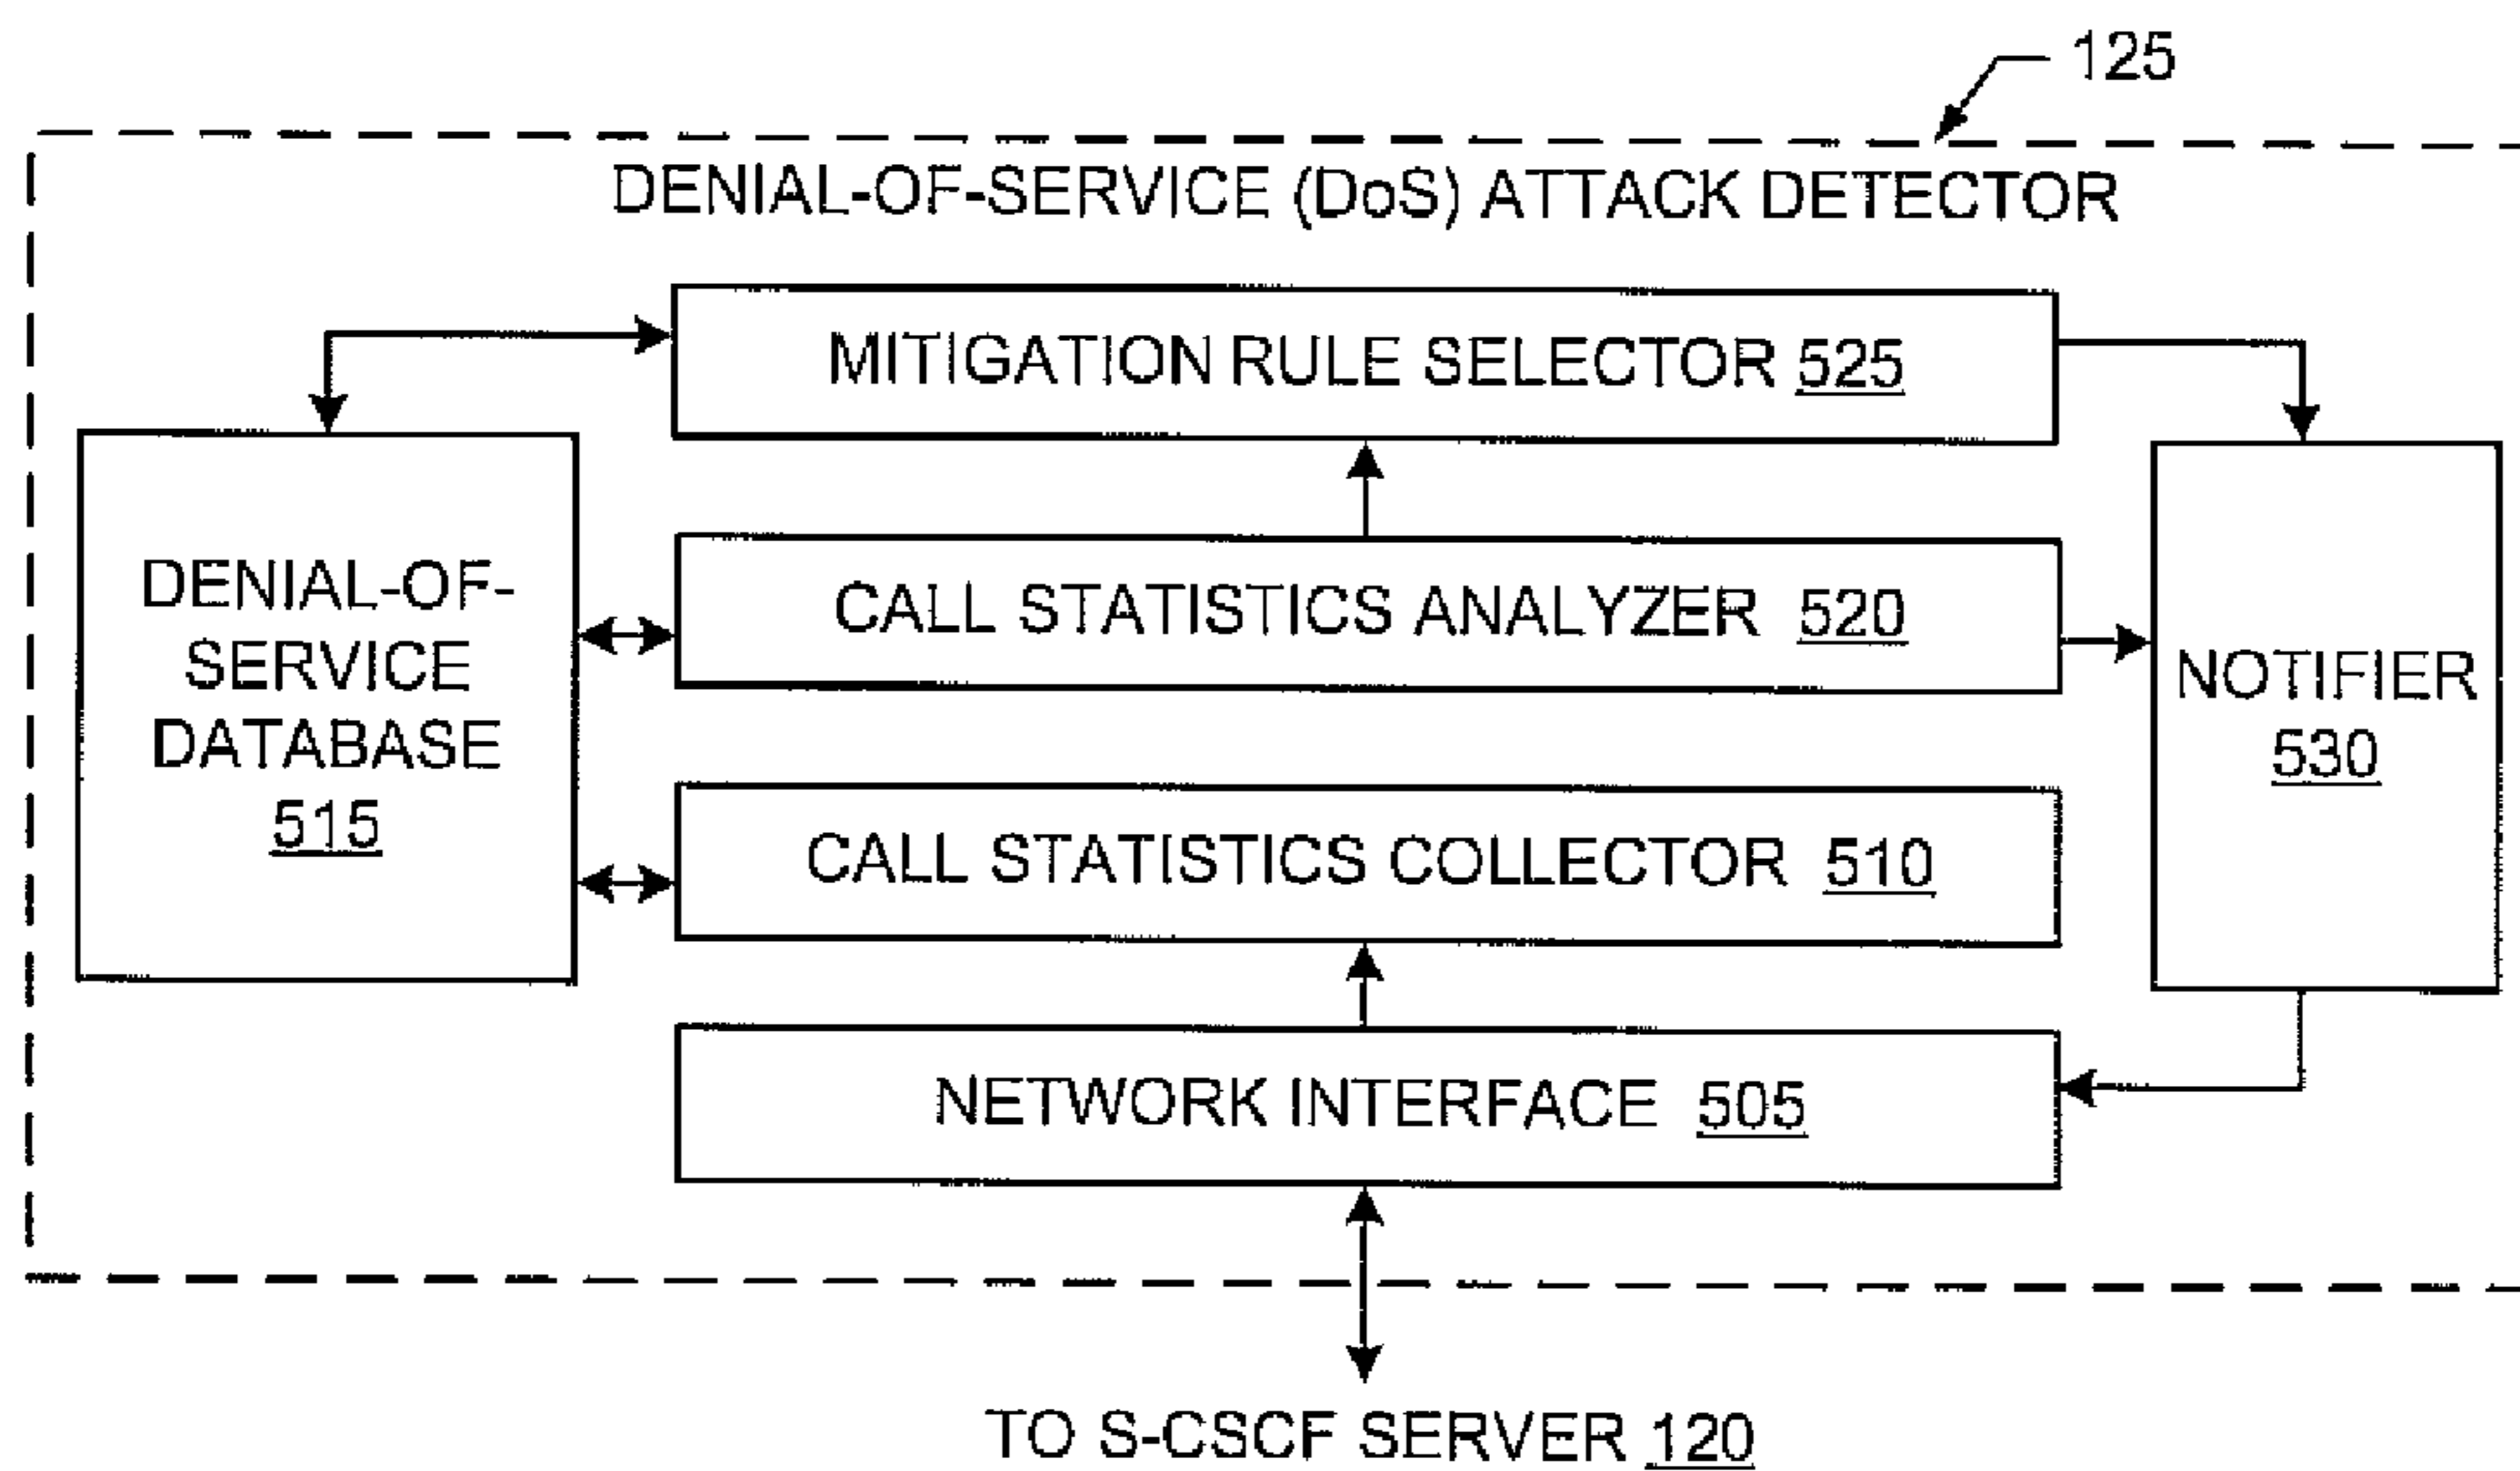 125
DENIAL-OF-SERVICE (DoS) ATTACK DETECTOR
MITIGATION RULE SELECTOR 525
DENIAL-OF-
SERVICE
DATABASE
515
CALL STATISTICS ANALYZER 520
NOTIFIER
530
CALL STATISTICS COLLECTOR 510
NETWORK INTERFACE 505
TO S-CSCF SERVER 120